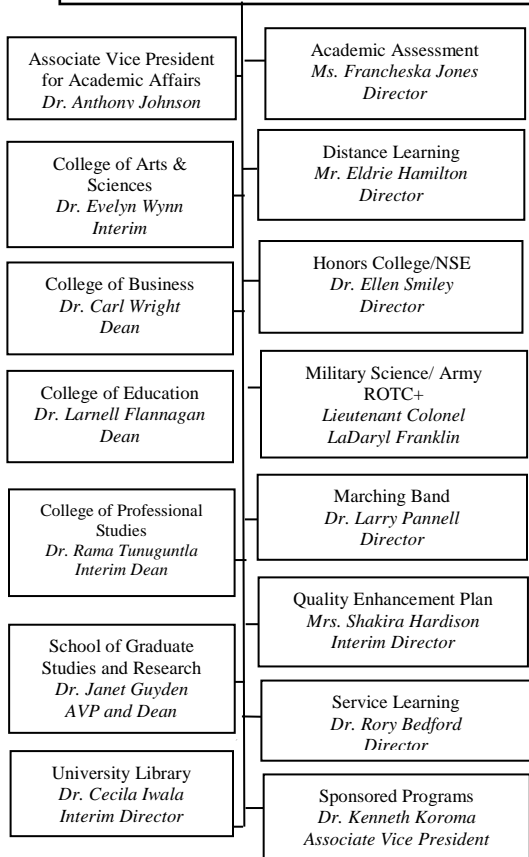 Associate Vice President
for Academic Affairs
Dr. Anthony Johnson
College of Arts &
Sciences
Dr. Evelyn Wynn
Interim
College of Business
Dr. Carl Wright
Dean
College of Education
Dr. Larnell Flannagan
Dean
College of Professional
Studies
Dr. Rama Tunuguntla
Interim Dean
School of Graduate
Studies and Research
Dr. Janet Guyden
AVP and Dean
University Library
Dr. Cecila Iwala
Interim Director
Academic Assessment
Ms. Francheska Jones
Director
Distance Learning
Mr. Eldrie Hamilton
Director
Honors College/NSE
Dr. Ellen Smiley
Director
Military Science/ Army
ROTC+
Lieutenant Colonel
LaDaryl Franklin
Marching Band
Dr. Larry Pannell
Director
Quality Enhancement Plan
Mrs. Shakira Hardison
Interim Director
Service Learning
Dr. Rory Bedford
Director
Sponsored Programs
Dr. Kenneth Koroma
Associate Vice President